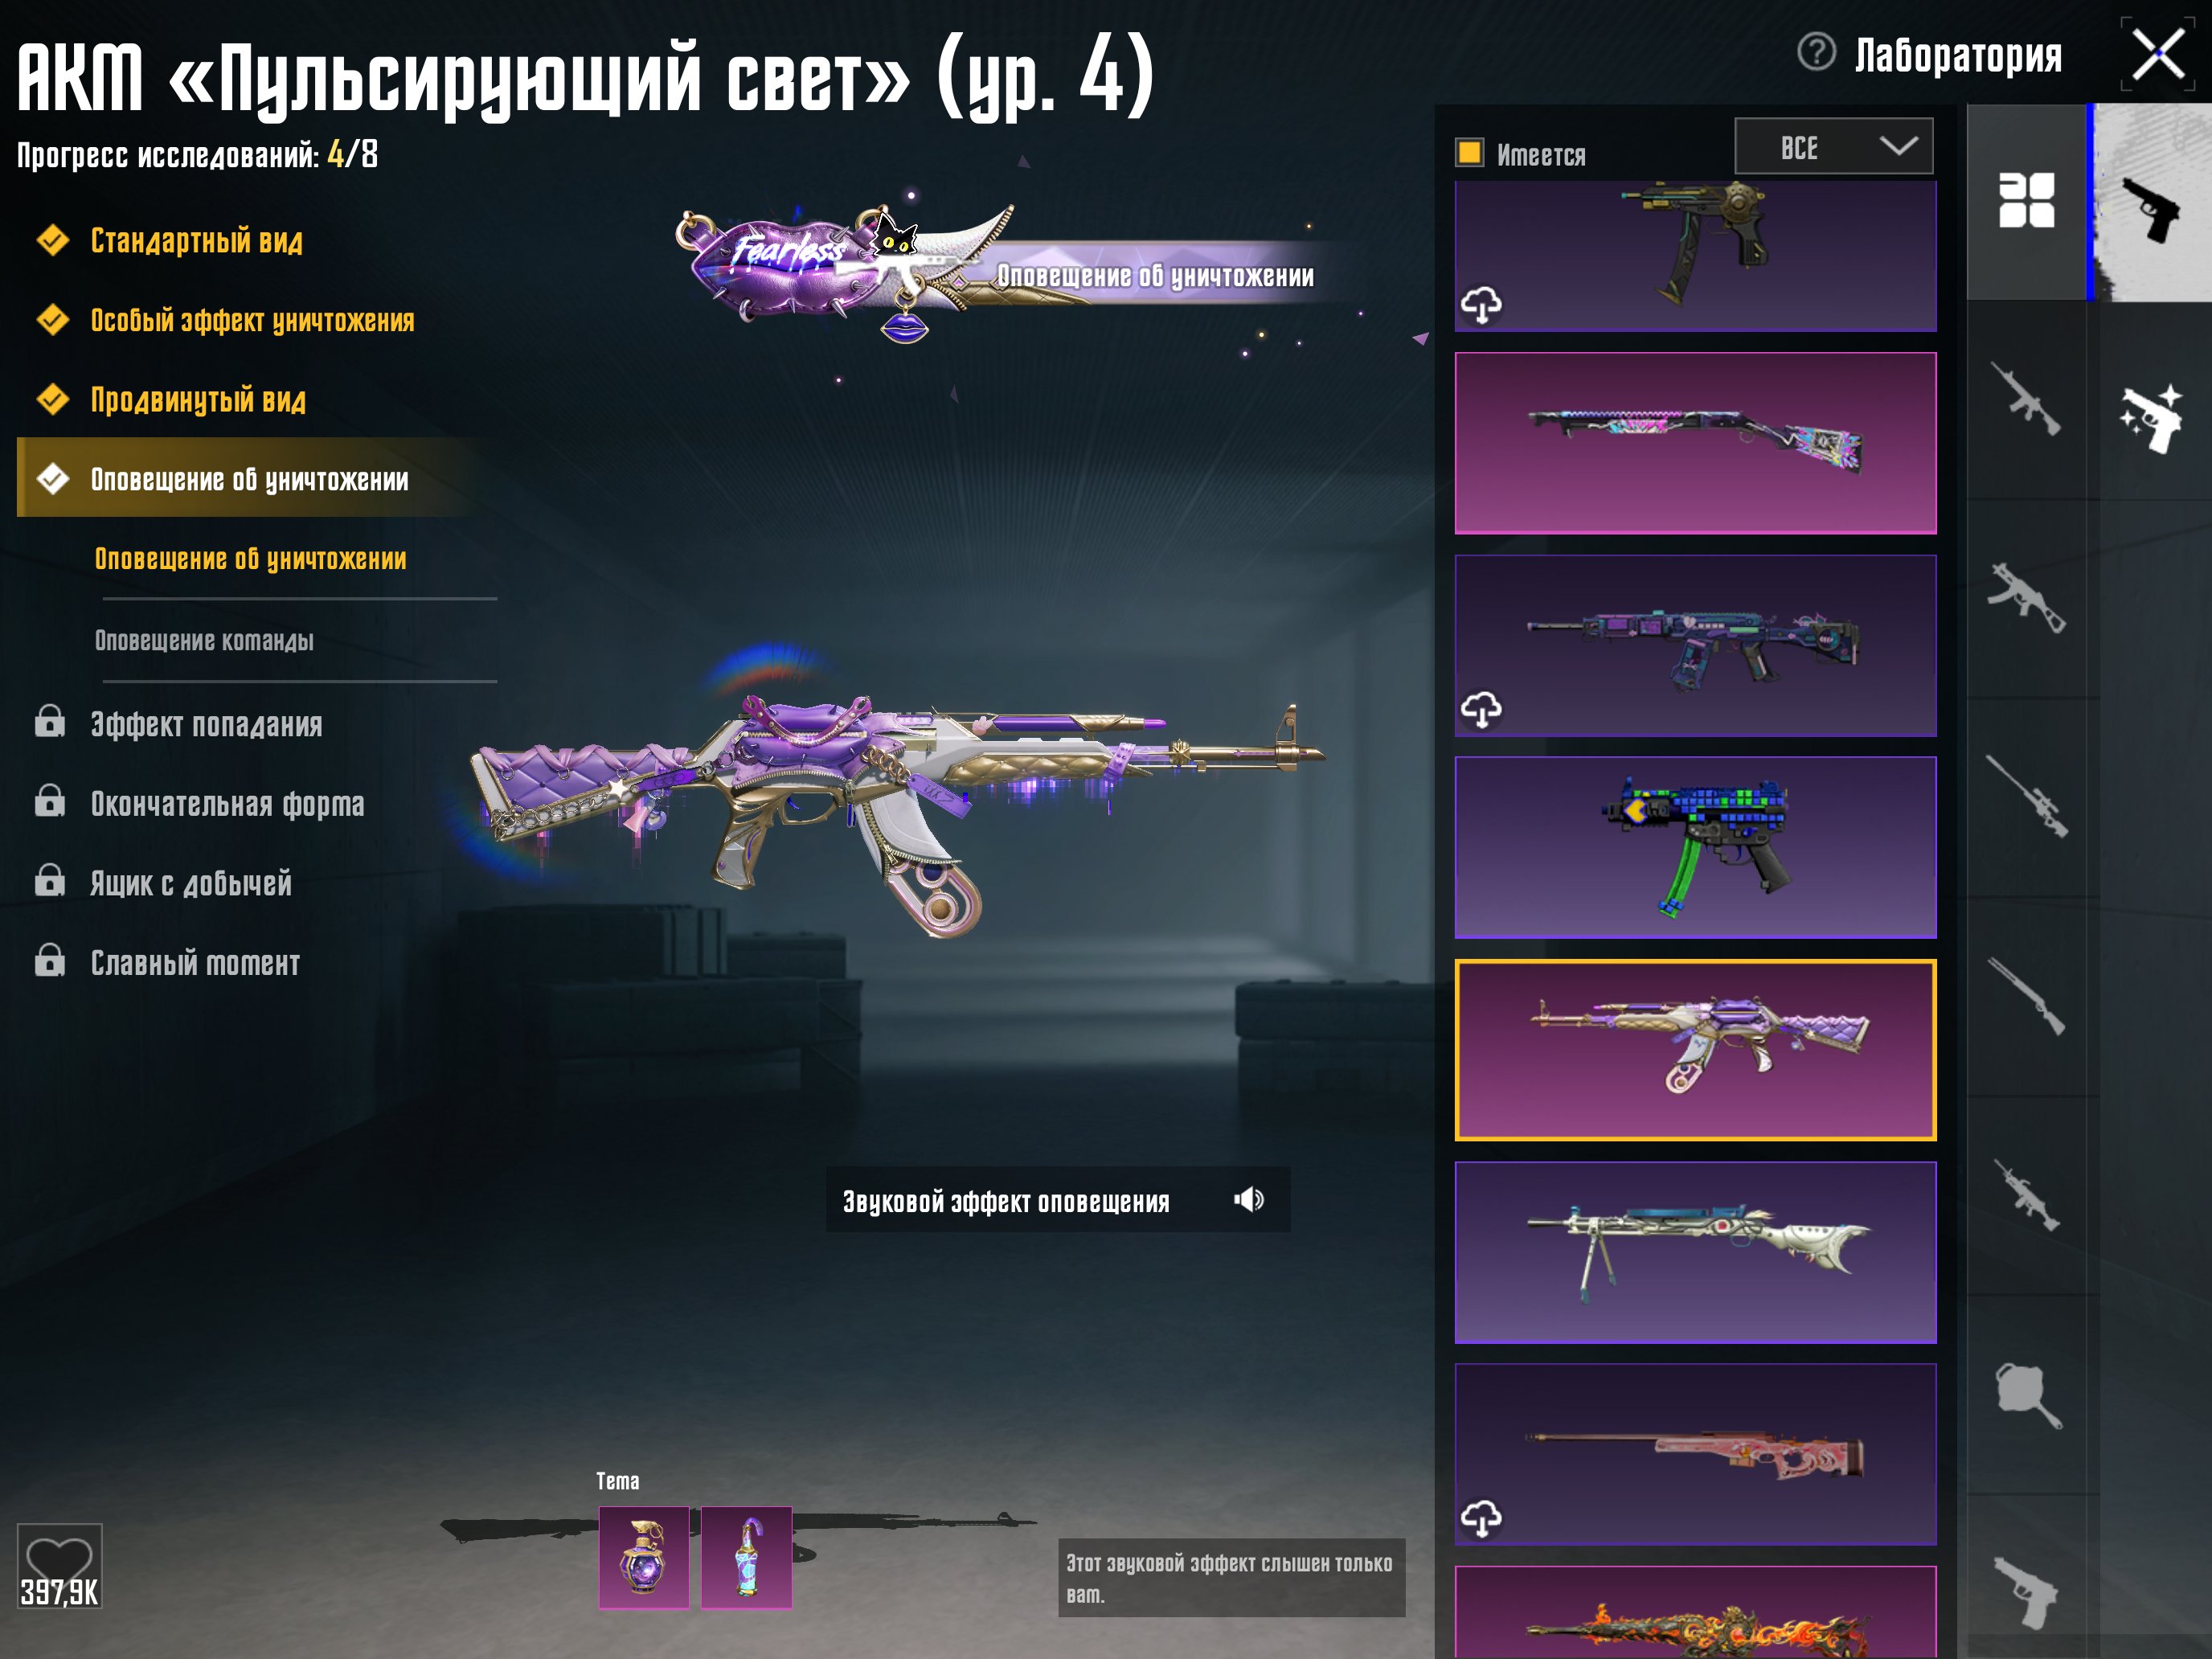 АКМ «Пульсирующий свет» (ур. 4)
Прогресс исследований: 4/8
Стандартный вид
Особый эффект уничтожения
Продвинутый вид
Оповещение об уничтожении
Оповещение об уничтожении
Оповещение команды
Эффект попадания
Окончательная форма
Ящик с добычей
Славный момент
Fearless
Оповещение об уничтожении
Звуковой эффект оповещения
Тема
Этот звуковой эффект слышен только
вам.
397,9K
? Лаборатория
Имеется
ВСЕ